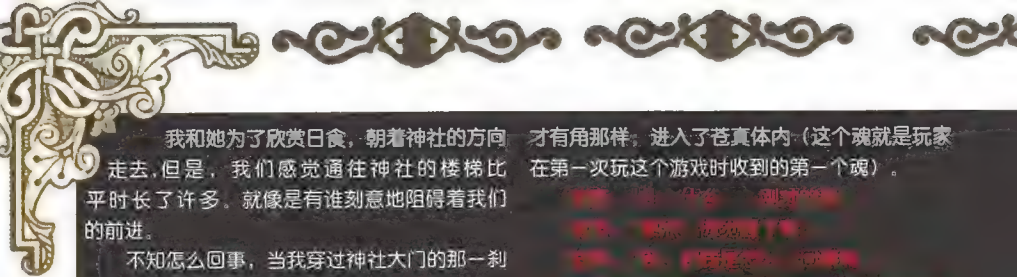 我和她为了欣赏日食，朝着神社的方向
走去.但是，我们感觉通往神社的楼梯比
平时长了许多。就像是有谁刻意地阻碍着我们
的前进。
不知怎么回事，当我穿过神社大门的那一刹
才有角那样，进入了苍真体内（这个魂就是玩家
在第一次玩这个游戏时收到的第一个魂）。